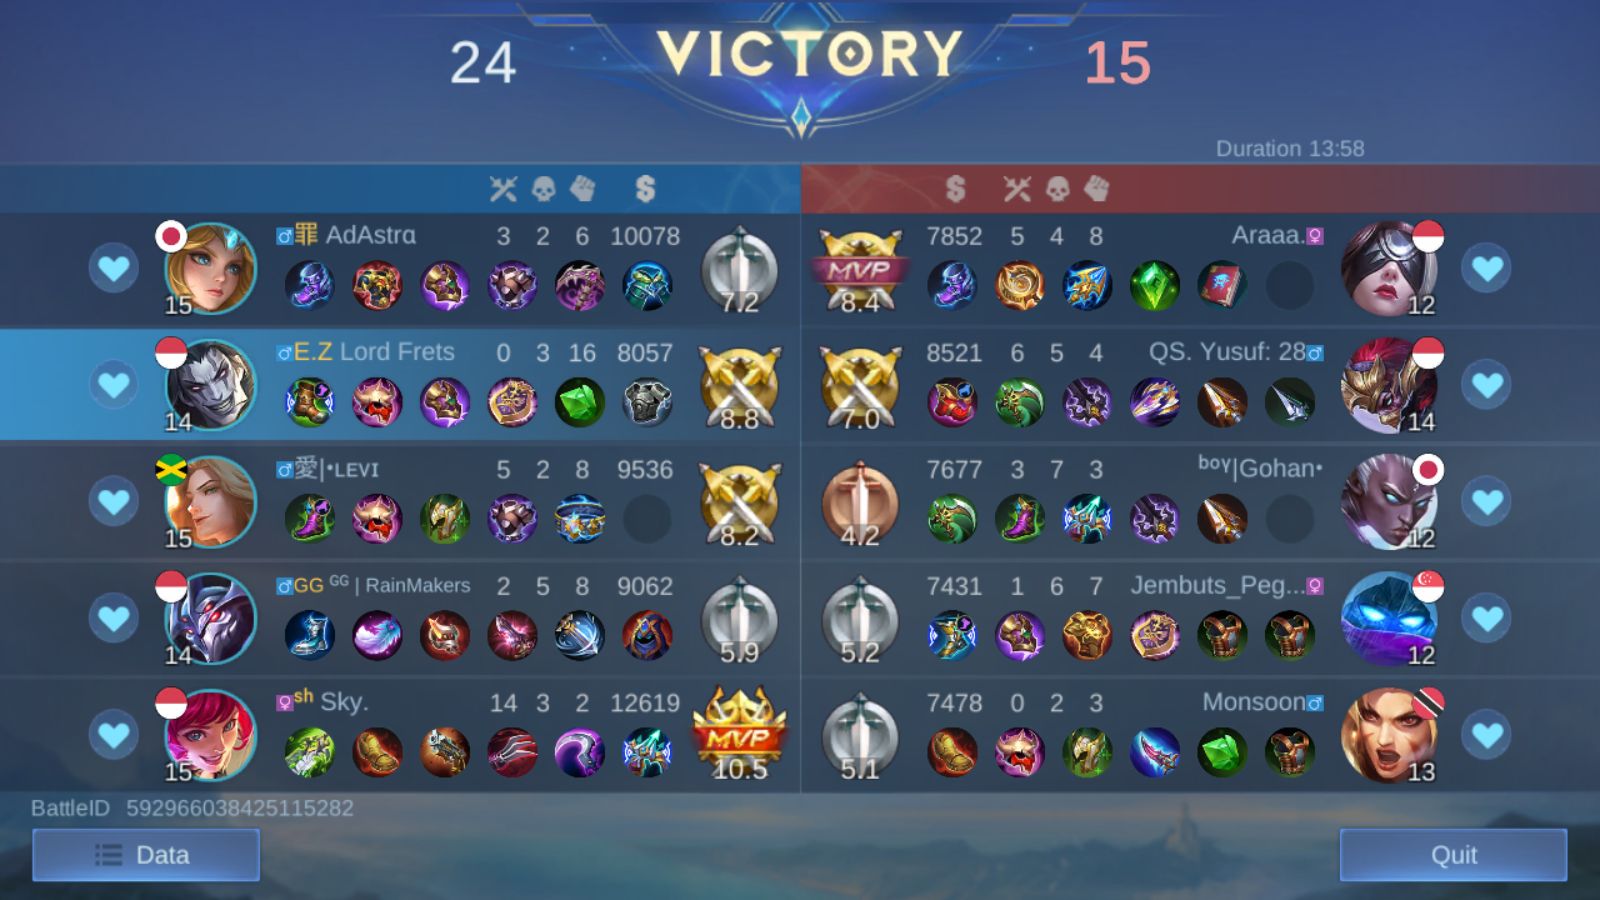 24 VICTORY 15
Duration 13:58
罪 AdAstrα 3 2 6 10078
15 7.2
MVP 8.4 7852 5 4 8 Araaa.
12
E.Z Lord Frets 0 3 16 8057
14 8.8
8521 6 5 4 QS. Yusuf: 28
7.0 14
愛|•ʟᴇᴠɪ 5 2 8 9536
15 8.2
7677 3 7 3 ᵇᵒʸ|Gohan•
4.2 12
GG ᴳᴳ | RainMakers 2 5 8 9062
14 5.9
7431 1 6 7 Jembuts_Peg...
5.2 12
ˢʰ Sky. 14 3 2 12619
15 MVP 10.5
7478 0 2 3 Monsoon
5.1 13
BattleID 592966038425115282
Data
Quit